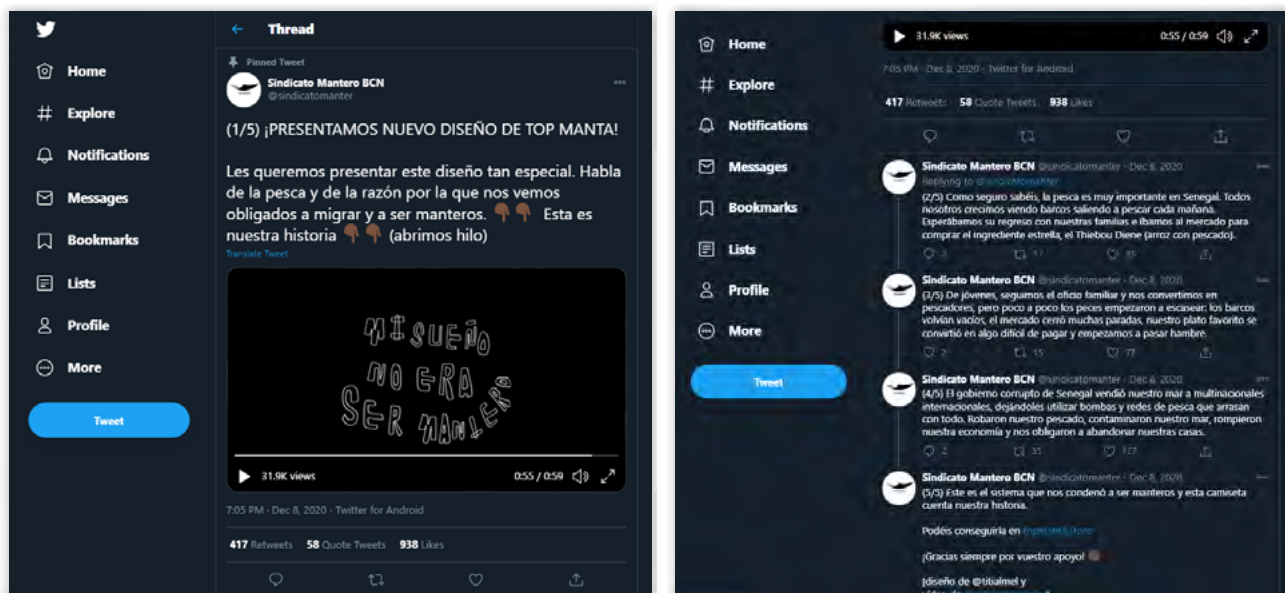 Home
Explore
Notifications
Messages
Bookmarks
Lists
Profile
More
Tweet
Thread
Pinned Tweet
Sindicato Mantero BCN
@sindicatomanter
(1/5) ¡PRESENTAMOS NUEVO DISEÑO DE TOP MANTA!
Les queremos presentar este diseño tan especial. Habla
de la pesca y de la razón por la que nos vemos
obligados a migrar y a ser manteros. 👇🏾👇🏾 Esta es
nuestra historia 👇🏾👇🏾 (abrimos hilo)
Translate Tweet
MI SUEÑO
NO ERA
SER MANTERO
31.9K views
0:55 / 0:59
7:05 PM · Dec 8, 2020 · Twitter for Android
417 Retweets 58 Quote Tweets 938 Likes
Home
Explore
Notifications
Messages
Bookmarks
Lists
Profile
More
Tweet
31.9K views
0:55 / 0:59
7:05 PM · Dec 8, 2020 · Twitter for Android
417 Retweets 58 Quote Tweets 938 Likes
Sindicato Mantero BCN @sindicatomanter · Dec 8, 2020
Replying to @sindicatomanter
(2/5) Como seguro sabéis, la pesca es muy importante en Senegal. Todos
nosotros crecimos viendo barcos saliendo a pescar cada mañana.
Esperábamos su regreso con nuestras familias e íbamos al mercado para
comprar el ingrediente estrella, el Thiebou Diene (arroz con pescado).
Sindicato Mantero BCN @sindicatomanter · Dec 8, 2020
(3/5) De jóvenes, seguimos el oficio familiar y nos convertimos en
pescadores, pero poco a poco los peces empezaron a escasear: los barcos
volvían vacíos, el mercado cerró muchas paradas, nuestro plato favorito se
convirtió en algo difícil de pagar y empezamos a pasar hambre.
2 15 77
Sindicato Mantero BCN @sindicatomanter · Dec 8, 2020
(4/5) El gobierno corrupto de Senegal vendió nuestro mar a multinacionales
internacionales, dejándoles utilizar bombas y redes de pesca que arrasan
con todo. Robaron nuestro pescado, contaminaron nuestro mar, rompieron
nuestra economía y nos obligaron a abandonar nuestras casas.
2 35 127
Sindicato Mantero BCN @sindicatomanter · Dec 8, 2020
(5/5) Este es el sistema que nos condenó a ser manteros y esta camiseta
cuenta nuestra historia.
Podéis conseguirla en
¡Gracias siempre por vuestro apoyo!
[diseño de @titialmel y